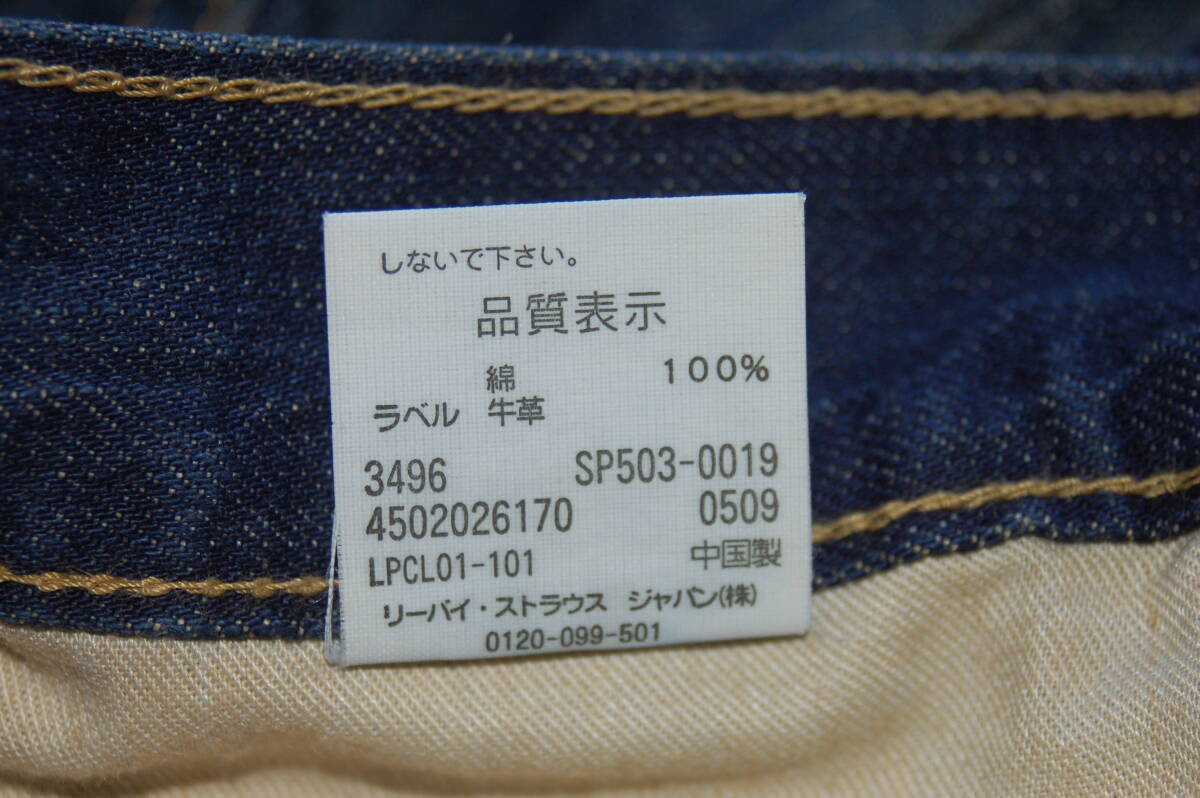 しないで下さい。
品質表示
綿 100%
ラベル 牛革
3496 SP503-0019
4502026170 0509
LPCL01-101 中国製
リーバイ・ストラウス ジャパン(株)
0120-099-501